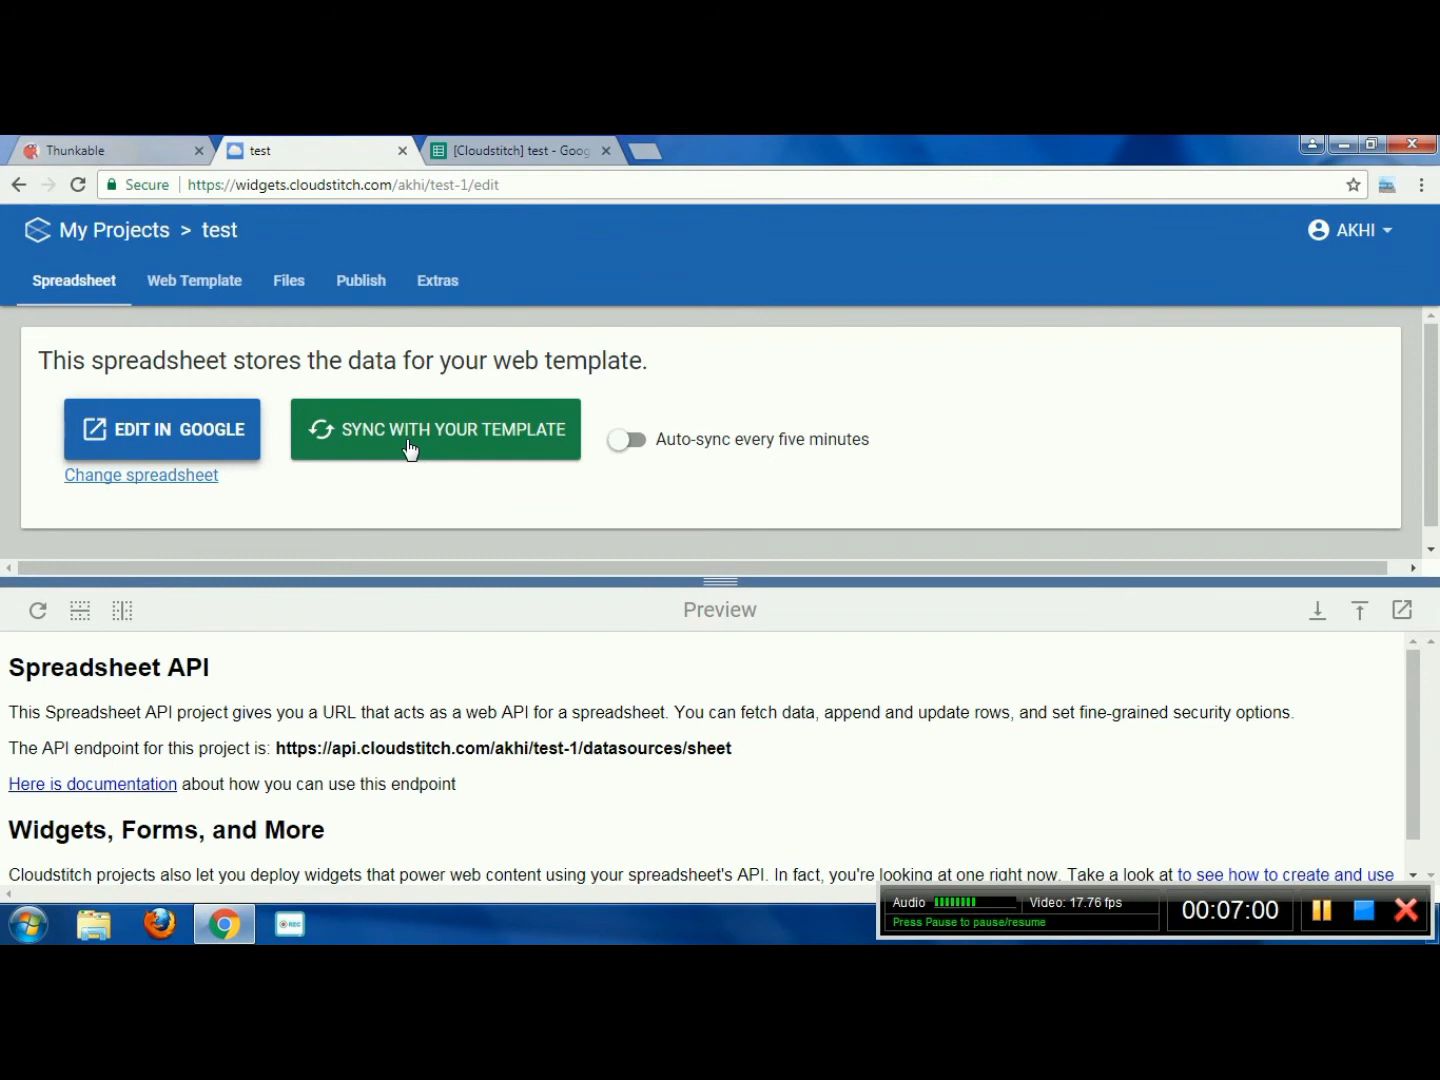 Thunkable
test
[Cloudstitch] test - Goog
Secure
https://widgets.cloudstitch.com/akhi/test-1/edit
My Projects > test
AKHI
Spreadsheet
Web Template
Files
Publish
Extras
This spreadsheet stores the data for your web template.
EDIT IN GOOGLE
SYNC WITH YOUR TEMPLATE
Auto-sync every five minutes
Change spreadsheet
Preview
Spreadsheet API
This Spreadsheet API project gives you a URL that acts as a web API for a spreadsheet. You can fetch data, append and update rows, and set fine-grained security options.
The API endpoint for this project is: https://api.cloudstitch.com/akhi/test-1/datasources/sheet
Here is documentation about how you can use this endpoint
Widgets, Forms, and More
Cloudstitch projects also let you deploy widgets that power web content using your spreadsheet's API. In fact, you're looking at one right now. Take a look at to see how to create and use
Audio
Video: 17.76 fps
Press Pause to pause/resume
00:07:00
REC